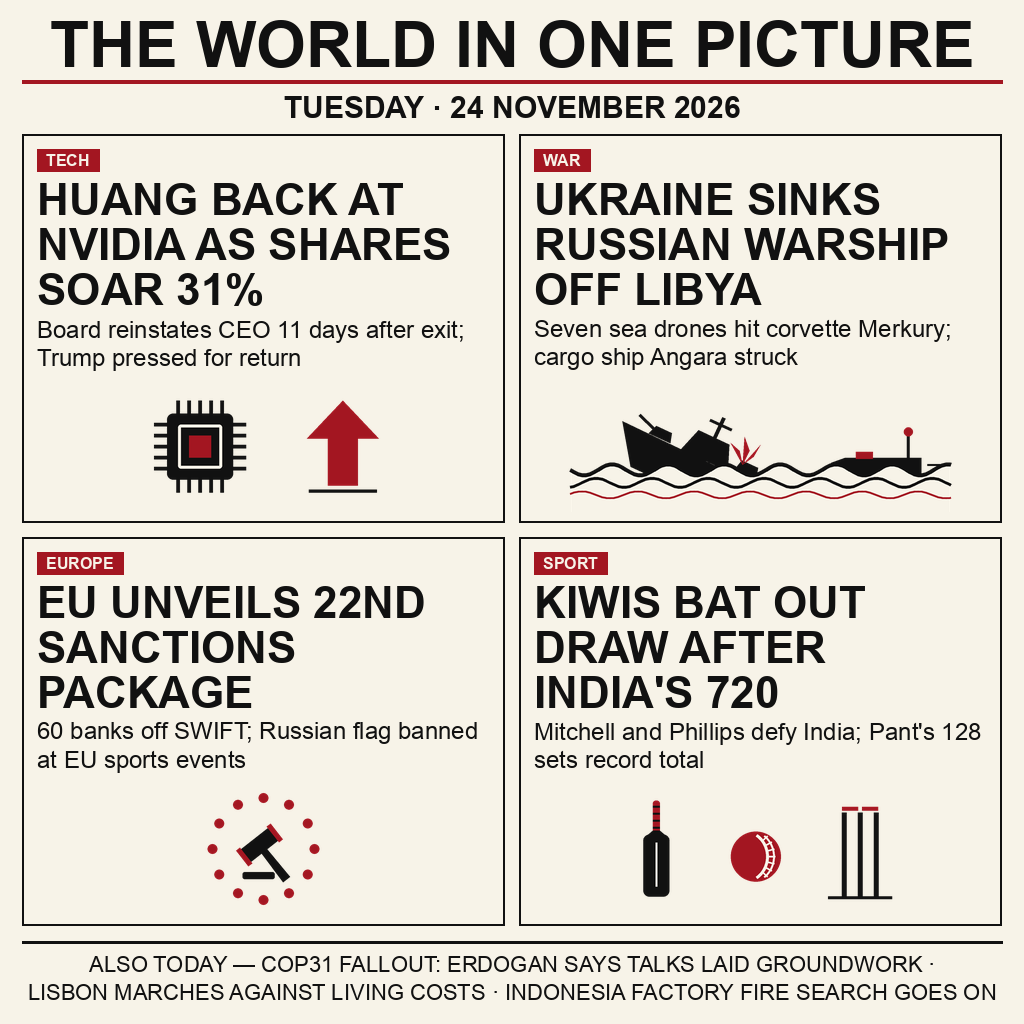 THE WORLD IN ONE PICTURE
TUESDAY · 24 NOVEMBER 2026
TECH
HUANG BACK AT
NVIDIA AS SHARES
SOAR 31%
Board reinstates CEO 11 days after exit;
Trump pressed for return
WAR
UKRAINE SINKS
RUSSIAN WARSHIP
OFF LIBYA
Seven sea drones hit corvette Merkury;
cargo ship Angara struck
EUROPE
EU UNVEILS 22ND
SANCTIONS
PACKAGE
60 banks off SWIFT; Russian flag banned
at EU sports events
SPORT
KIWIS BAT OUT
DRAW AFTER
INDIA'S 720
Mitchell and Phillips defy India; Pant's 128
sets record total
ALSO TODAY — COP31 FALLOUT: ERDOGAN SAYS TALKS LAID GROUNDWORK ·
LISBON MARCHES AGAINST LIVING COSTS · INDONESIA FACTORY FIRE SEARCH GOES ON